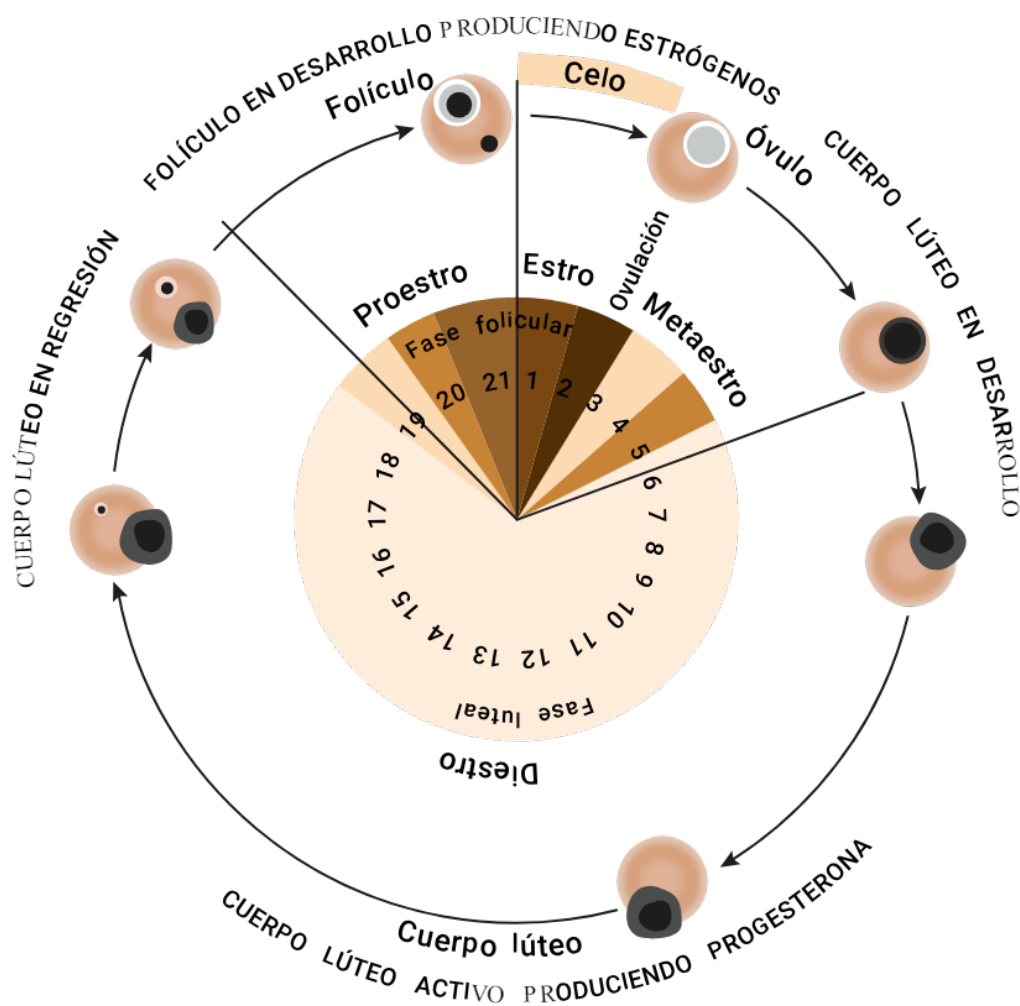 FOLÍCULO EN DESARROLLO PRODUCIENDO ESTRÓGENOS
Celo
Folículo
Óvulo
CUERPO LÚTEO EN DESARROLLO
CUERPO LÚTEO EN REGRESIÓN
Proestro
Estro
Ovulación
Metaestro
Fase folicular
1
2
3
4
5
6
7
8
9
10
11
12
13
14
15
16
17
18
19
20
21
Fase luteal
Diestro
Cuerpo lúteo
CUERPO LÚTEO ACTIVO PRODUCIENDO PROGESTERONA